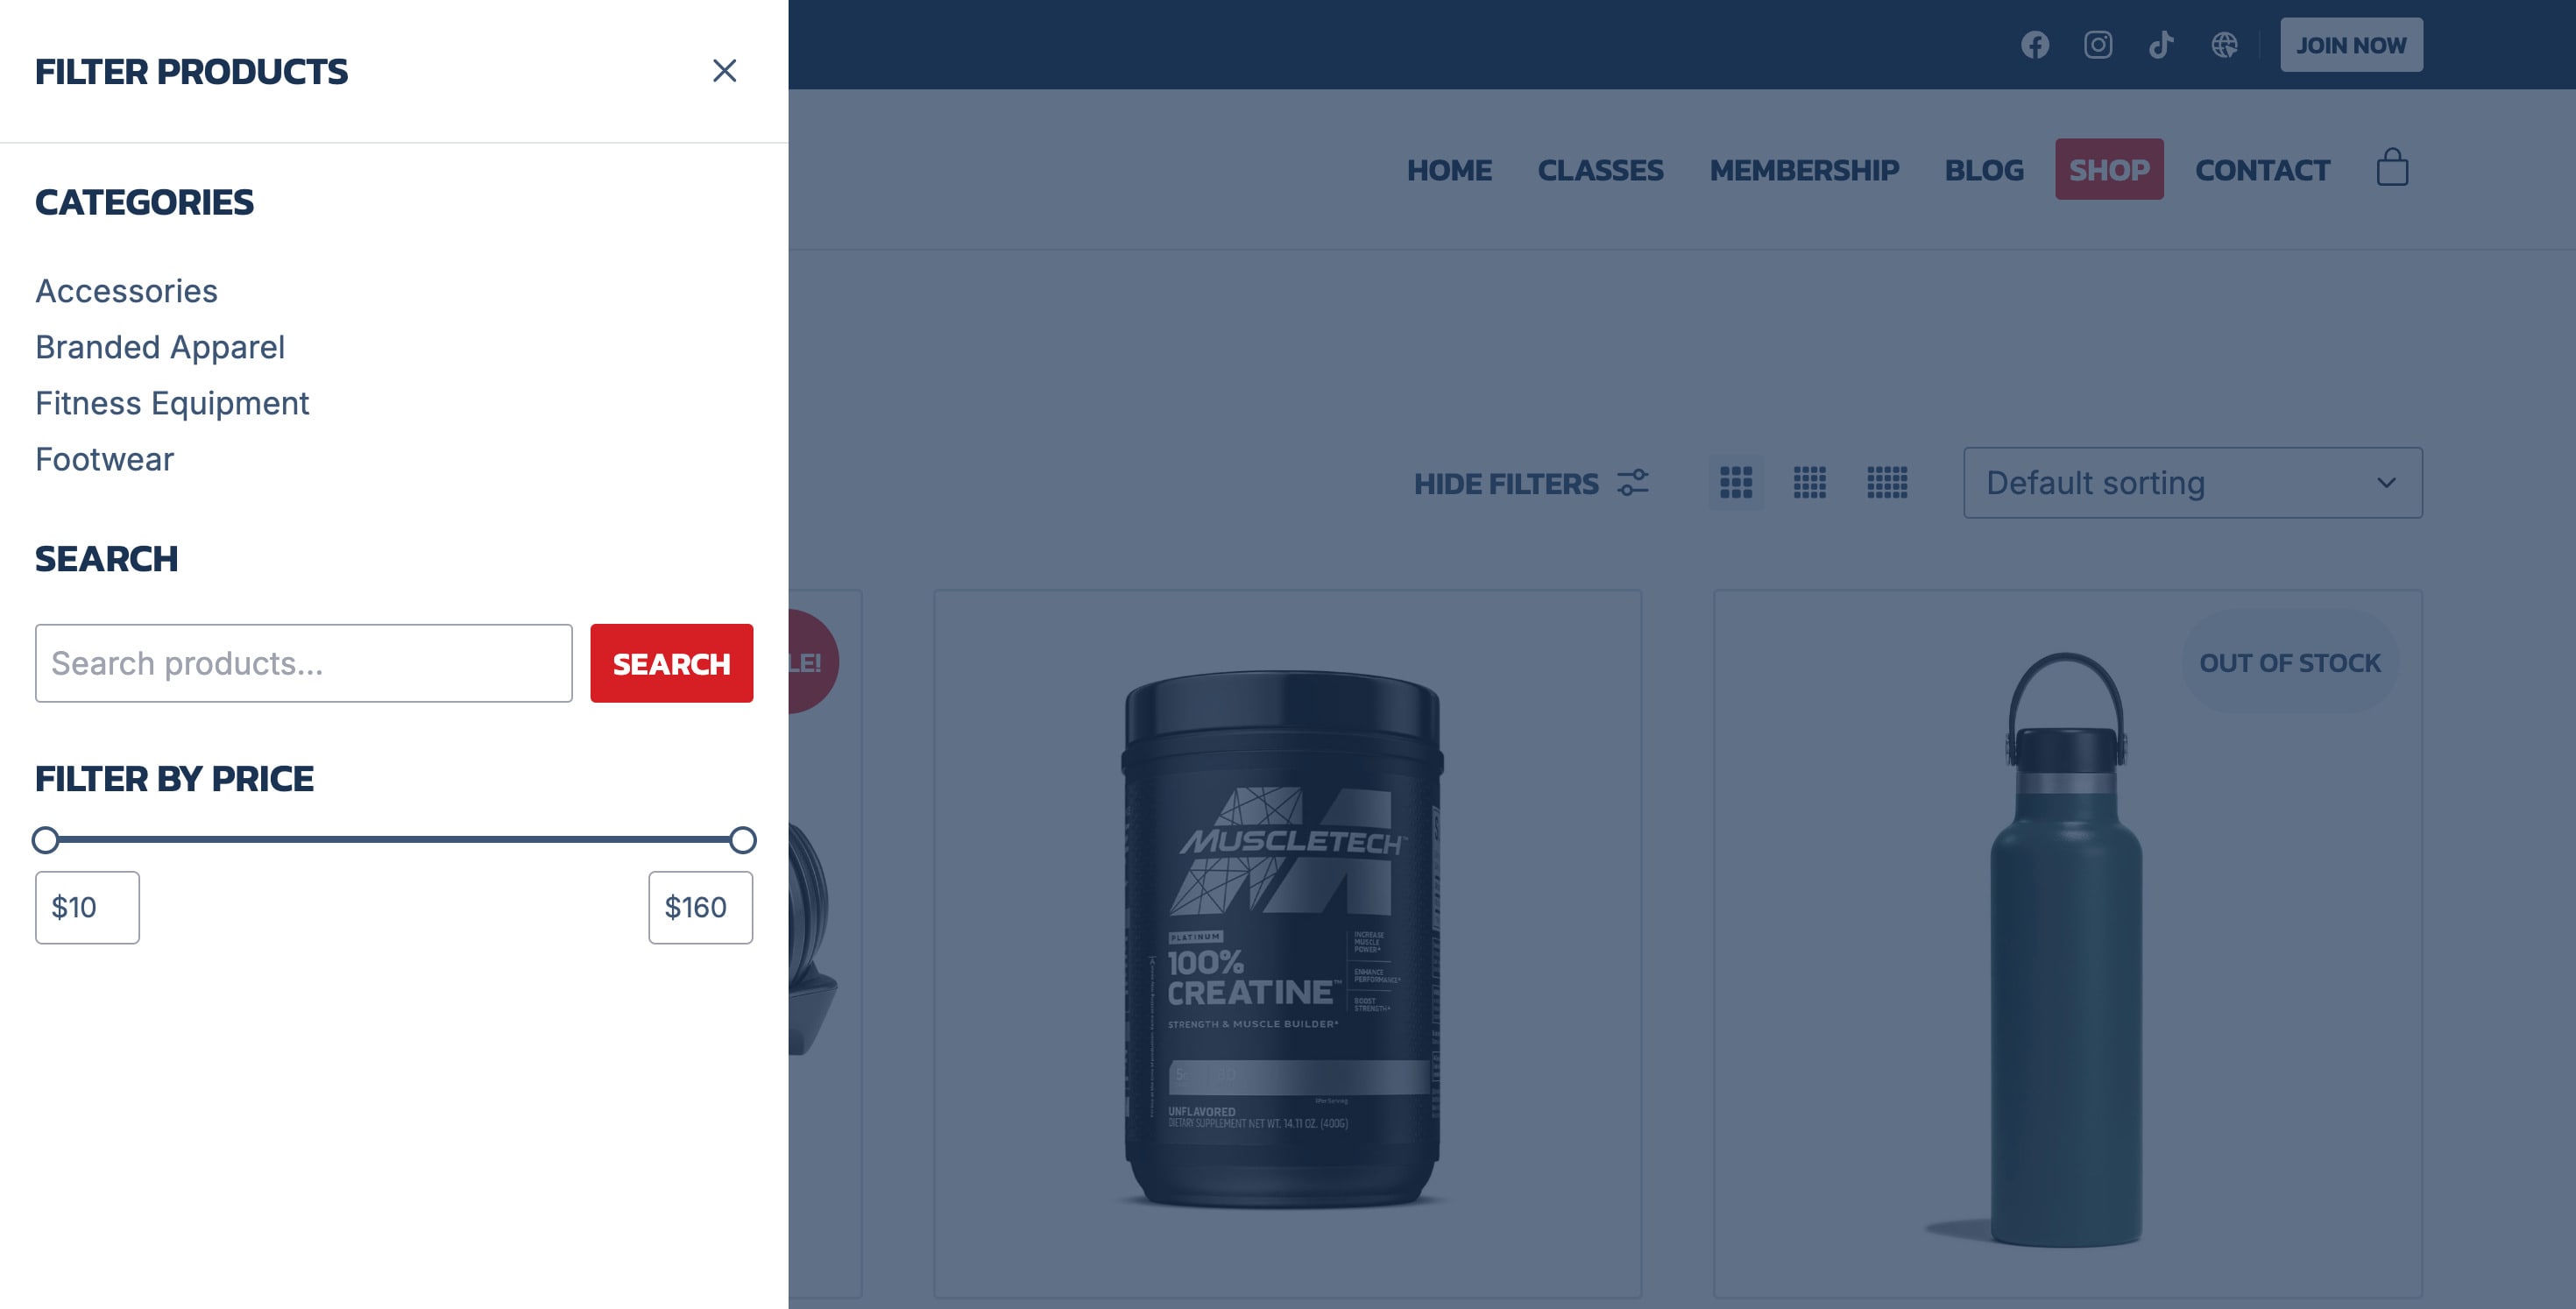 FILTER PRODUCTS
JOIN NOW
HOME CLASSES MEMBERSHIP BLOG SHOP CONTACT
CATEGORIES
Accessories
Branded Apparel
Fitness Equipment
Footwear
HIDE FILTERS
Default sorting
SEARCH
Search products...
SEARCH
FILTER BY PRICE
$10
$160
LE!
MUSCLETECH™
PLATINUM
100%
CREATINE™
STRENGTH & MUSCLE BUILDER*
INCREASE
MUSCLE
POWER*
ENHANCE
PERFORMANCE*
BOOST
STRENGTH*
UNFLAVORED
DIETARY SUPPLEMENT NET WT. 14.11 OZ. (400G)
OUT OF STOCK